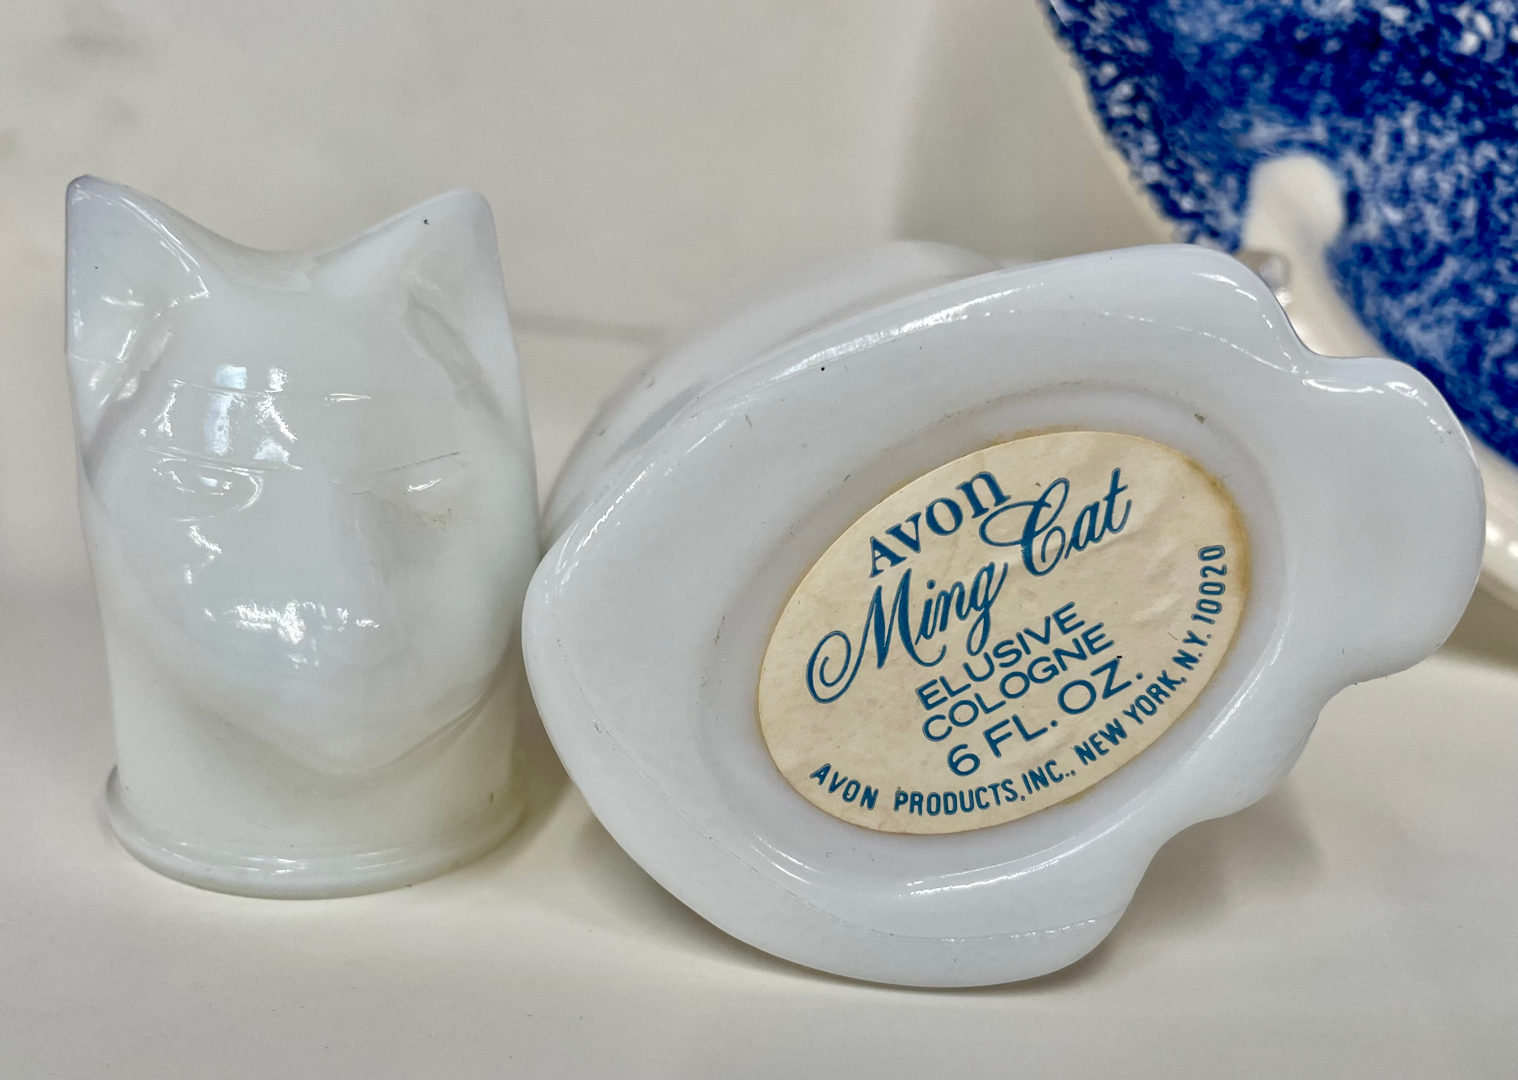 AVON
Ming Cat
ELUSIVE
COLOGNE
6 FL. OZ.
AVON PRODUCTS, INC., NEW YORK, N.Y. 10020